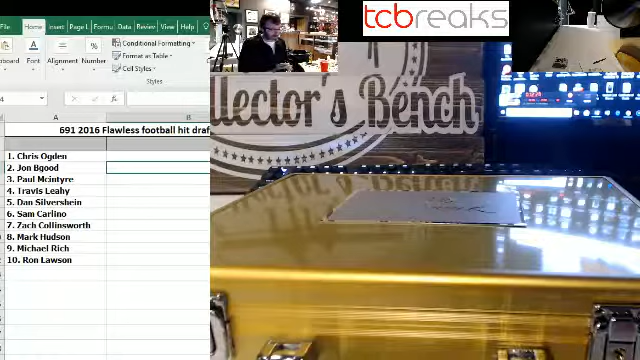 tcbreaks
File
Home
Insert
Page L
Formu
Data
Review
View
Help
Font
Alignment
Number
Conditional Formatting
Format as Table
Cell Styles
Styles
A
B
691 2016 Flawless football hit draf
1. Chris Ogden
2. Jon Bgood
3. Paul Mcintyre
4. Travis Leahy
5. Dan Silvershein
6. Sam Carlino
7. Zach Collinsworth
8. Mark Hudson
9. Michael Rich
10. Ron Lawson
llector's Bench